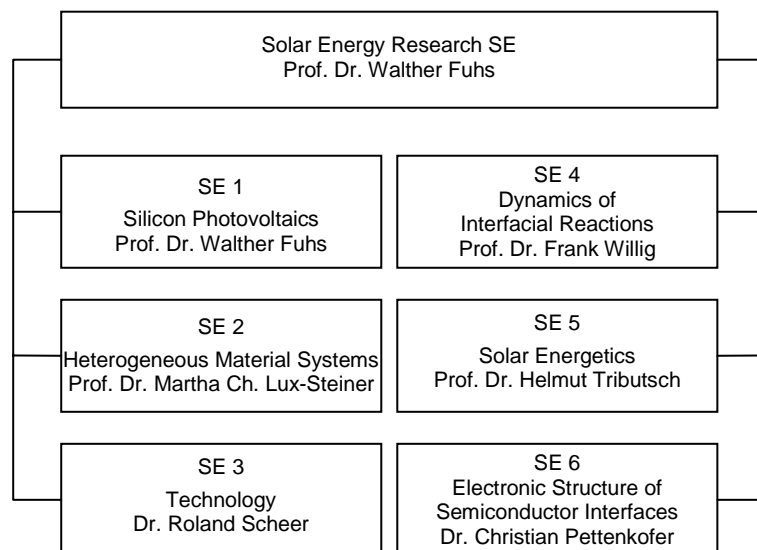 Solar Energy Research SE
Prof. Dr. Walther Fuhs
SE 1
Silicon Photovoltaics
Prof. Dr. Walther Fuhs
SE 4
Dynamics of
Interfacial Reactions
Prof. Dr. Frank Willig
SE 2
Heterogeneous Material Systems
Prof. Dr. Martha Ch. Lux-Steiner
SE 5
Solar Energetics
Prof. Dr. Helmut Tributsch
SE 3
Technology
Dr. Roland Scheer
SE 6
Electronic Structure of
Semiconductor Interfaces
Dr. Christian Pettenkofer